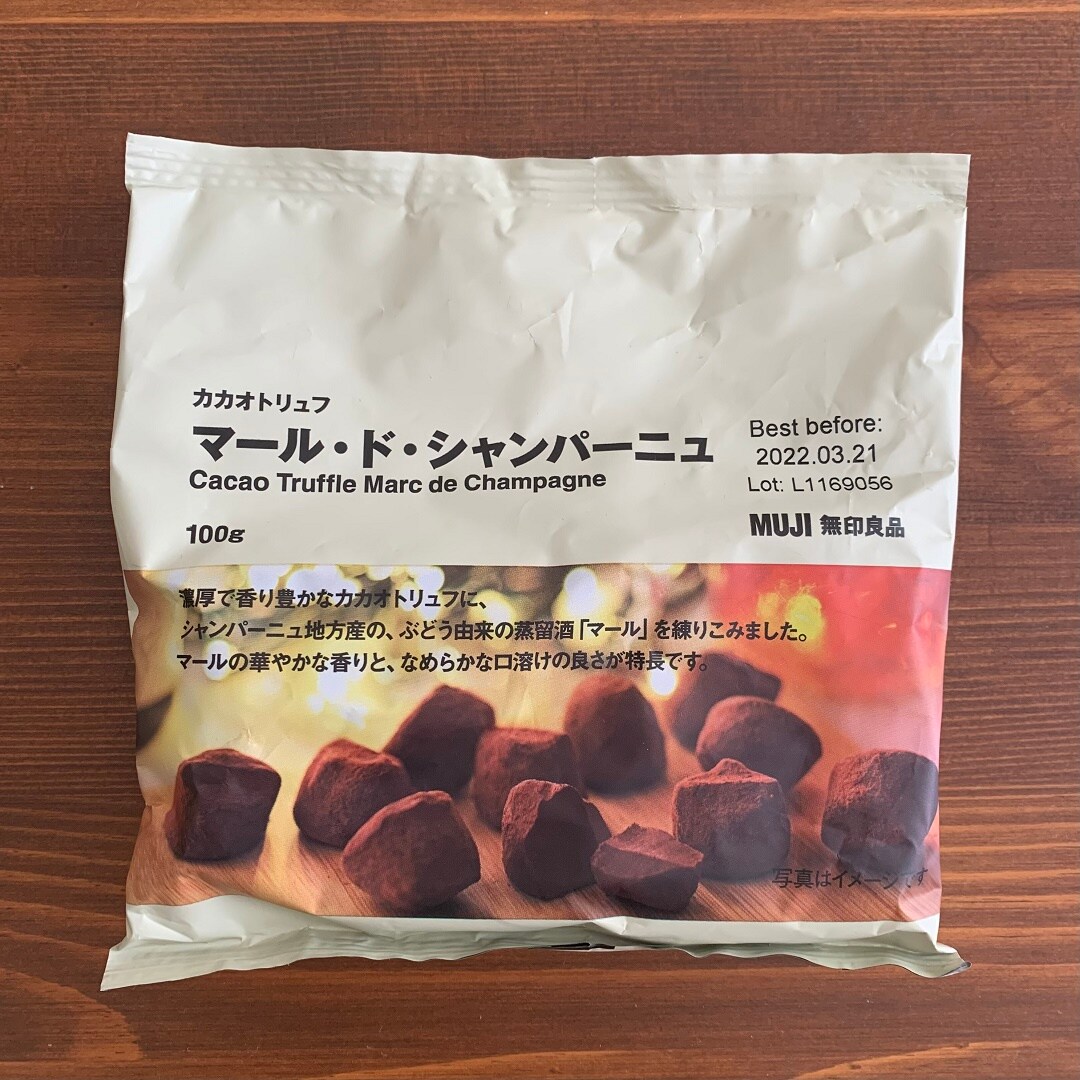 カカオトリュフ
マール・ド・シャンパーニュ
Cacao Truffle Marc de Champagne
100g
Best before:
2022.03.21
Lot: L1169056
MUJI 無印良品
濃厚で香り豊かなカカオトリュフに、
シャンパーニュ地方産の、ぶどう由来の蒸留酒「マール」を練りこみました。
マールの華やかな香りと、なめらかな口溶けの良さが特長です。
写真はイメージです